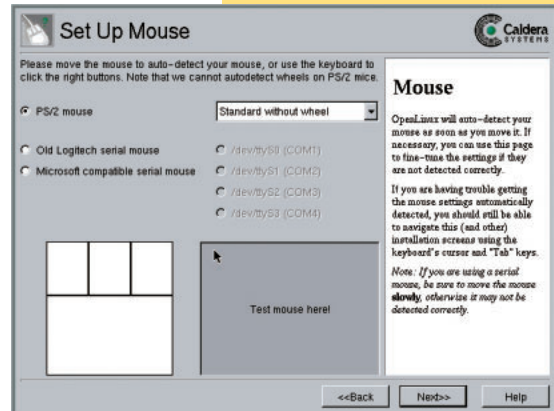 Set Up Mouse
Caldera
SYSTEMS
Please move the mouse to auto-detect your mouse, or use the keyboard to
click the right buttons. Note that we cannot autodetect wheels on PS/2 mice.
PS/2 mouse
Standard without wheel
Old Logitech serial mouse
/dev/ttyS0 (COM1)
Microsoft compatible serial mouse
/dev/ttyS1 (COM2)
/dev/ttyS2 (COM3)
/dev/ttyS3 (COM4)
Test mouse here!
Mouse
OpenLinux will auto-detect your
mouse as soon as you move it. If
necessary, you can use this page
to fine-tune the settings if they
are not detected correctly.
If you are having trouble getting
the mouse settings automatically
detected, you should still be able
to navigate this (and other)
installation screens using the
keyboard's cursor and "Tab" keys.
Note: If you are using a serial
mouse, be sure to move the mouse
slowly, otherwise it may not be
detected correctly.
<<Back
Next>>
Help